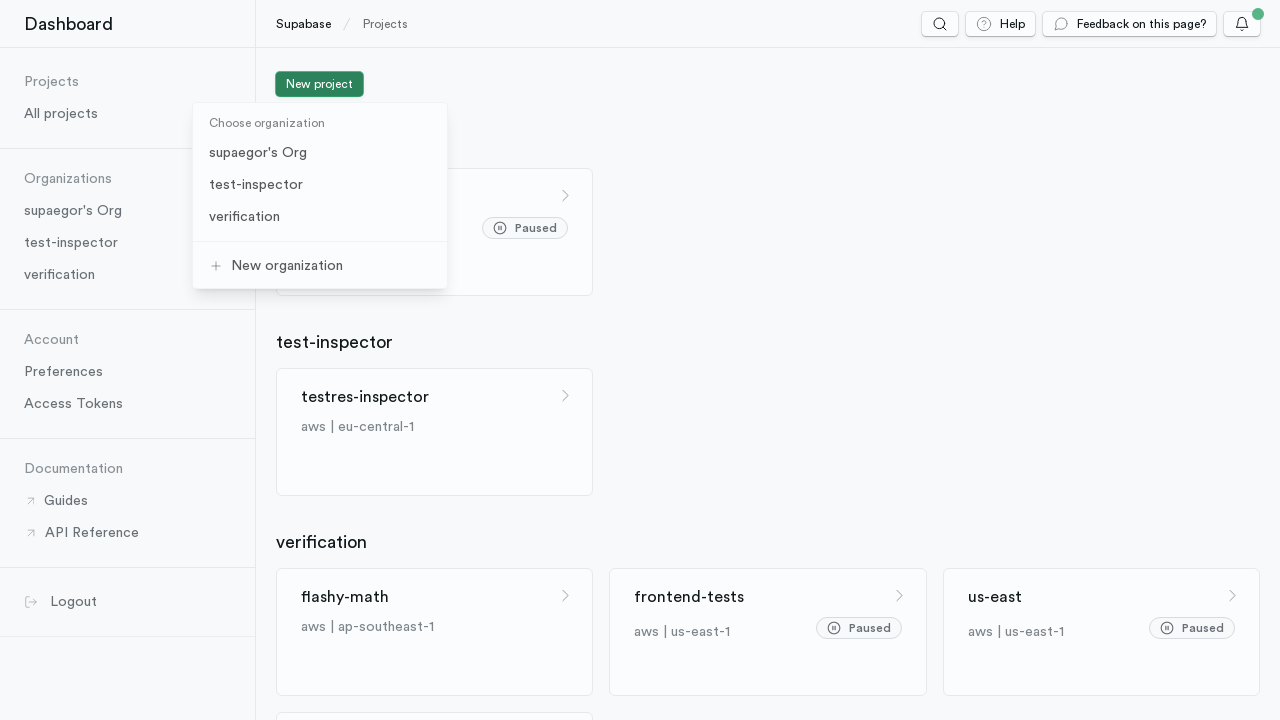 Dashboard
Supabase
Projects
Help
Feedback on this page?
Projects
All projects
Organizations
supaegor's Org
test-inspector
verification
Account
Preferences
Access Tokens
Documentation
Guides
API Reference
Logout
New project
Choose organization
supaegor's Org
test-inspector
verification
New organization
Paused
test-inspector
testres-inspector
aws | eu-central-1
verification
flashy-math
aws | ap-southeast-1
frontend-tests
aws | us-east-1
Paused
us-east
aws | us-east-1
Paused